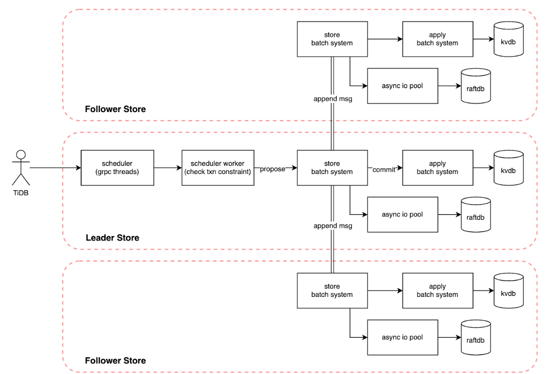 store
batch system
apply
batch system
kvdb
async io pool
raftdb
append msg
Follower Store
TiDB
scheduler
(grpc threads)
scheduler worker
(check txn constraint)
propose
store
batch system
commit
apply
batch system
kvdb
async io pool
raftdb
append msg
Leader Store
store
batch system
apply
batch system
kvdb
async io pool
raftdb
Follower Store